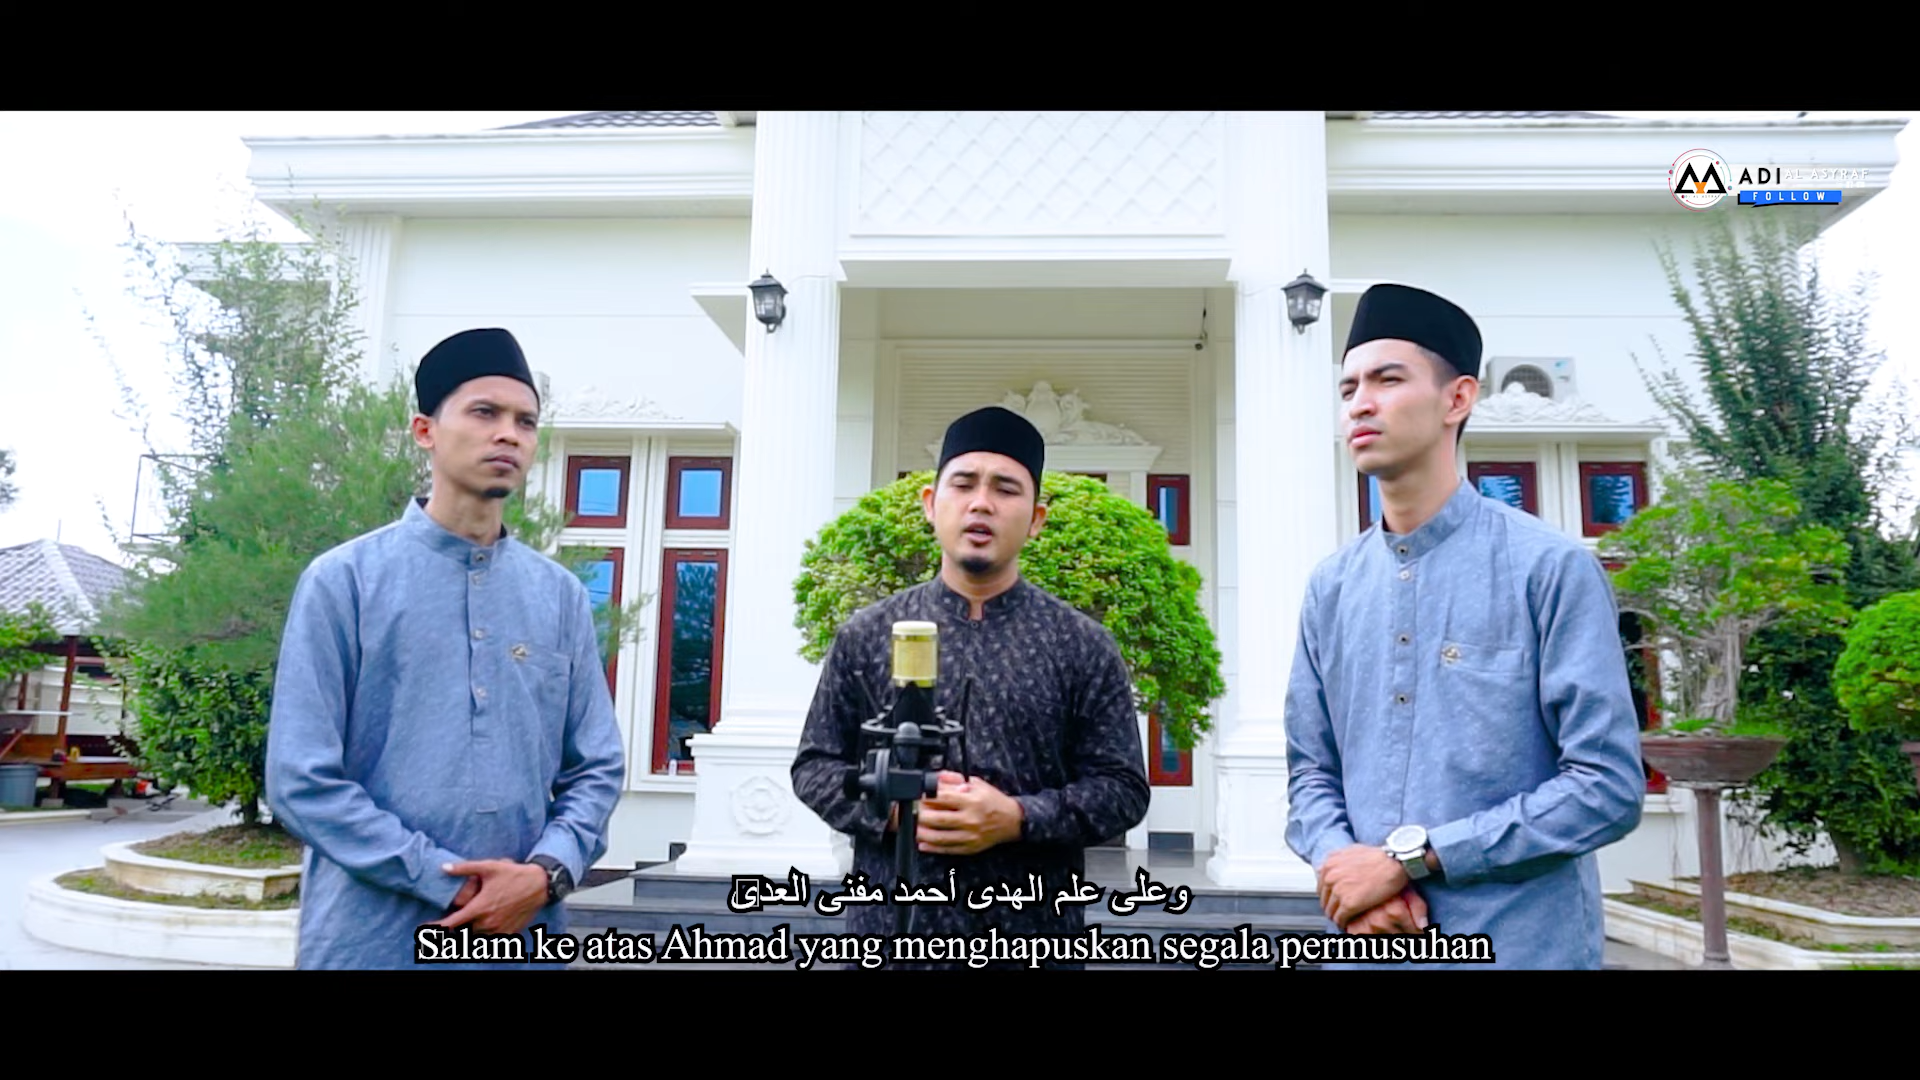 ADI AL ASYRAF
FOLLOW
وعلى علم الهدى أحمد مفنى العدى
Salam ke atas Ahmad yang menghapuskan segala permusuhan